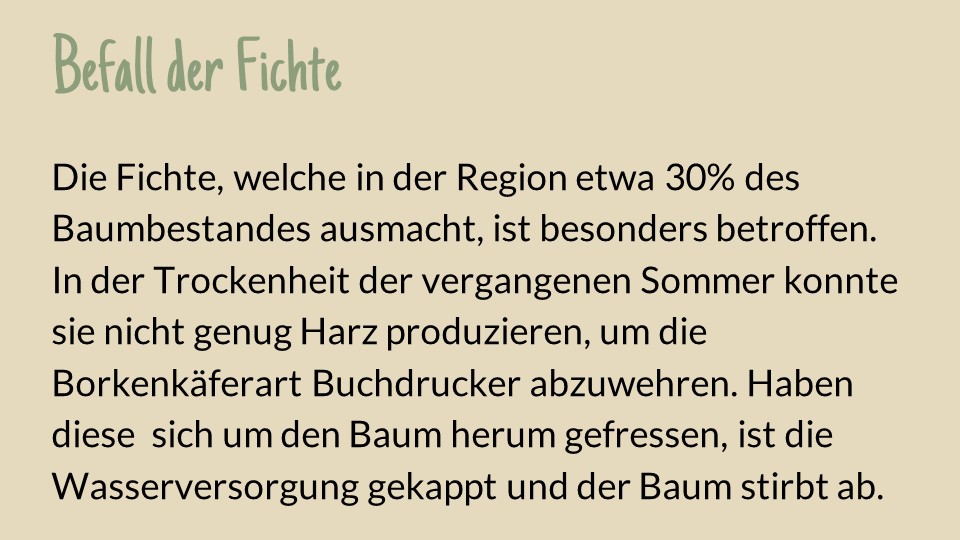 Befall der Fichte
Die Fichte, welche in der Region etwa 30% des
Baumbestandes ausmacht, ist besonders betroffen.
In der Trockenheit der vergangenen Sommer konnte
sie nicht genug Harz produzieren, um die
Borkenkäferart Buchdrucker abzuwehren. Haben
diese  sich um den Baum herum gefressen, ist die
Wasserversorgung gekappt und der Baum stirbt ab.